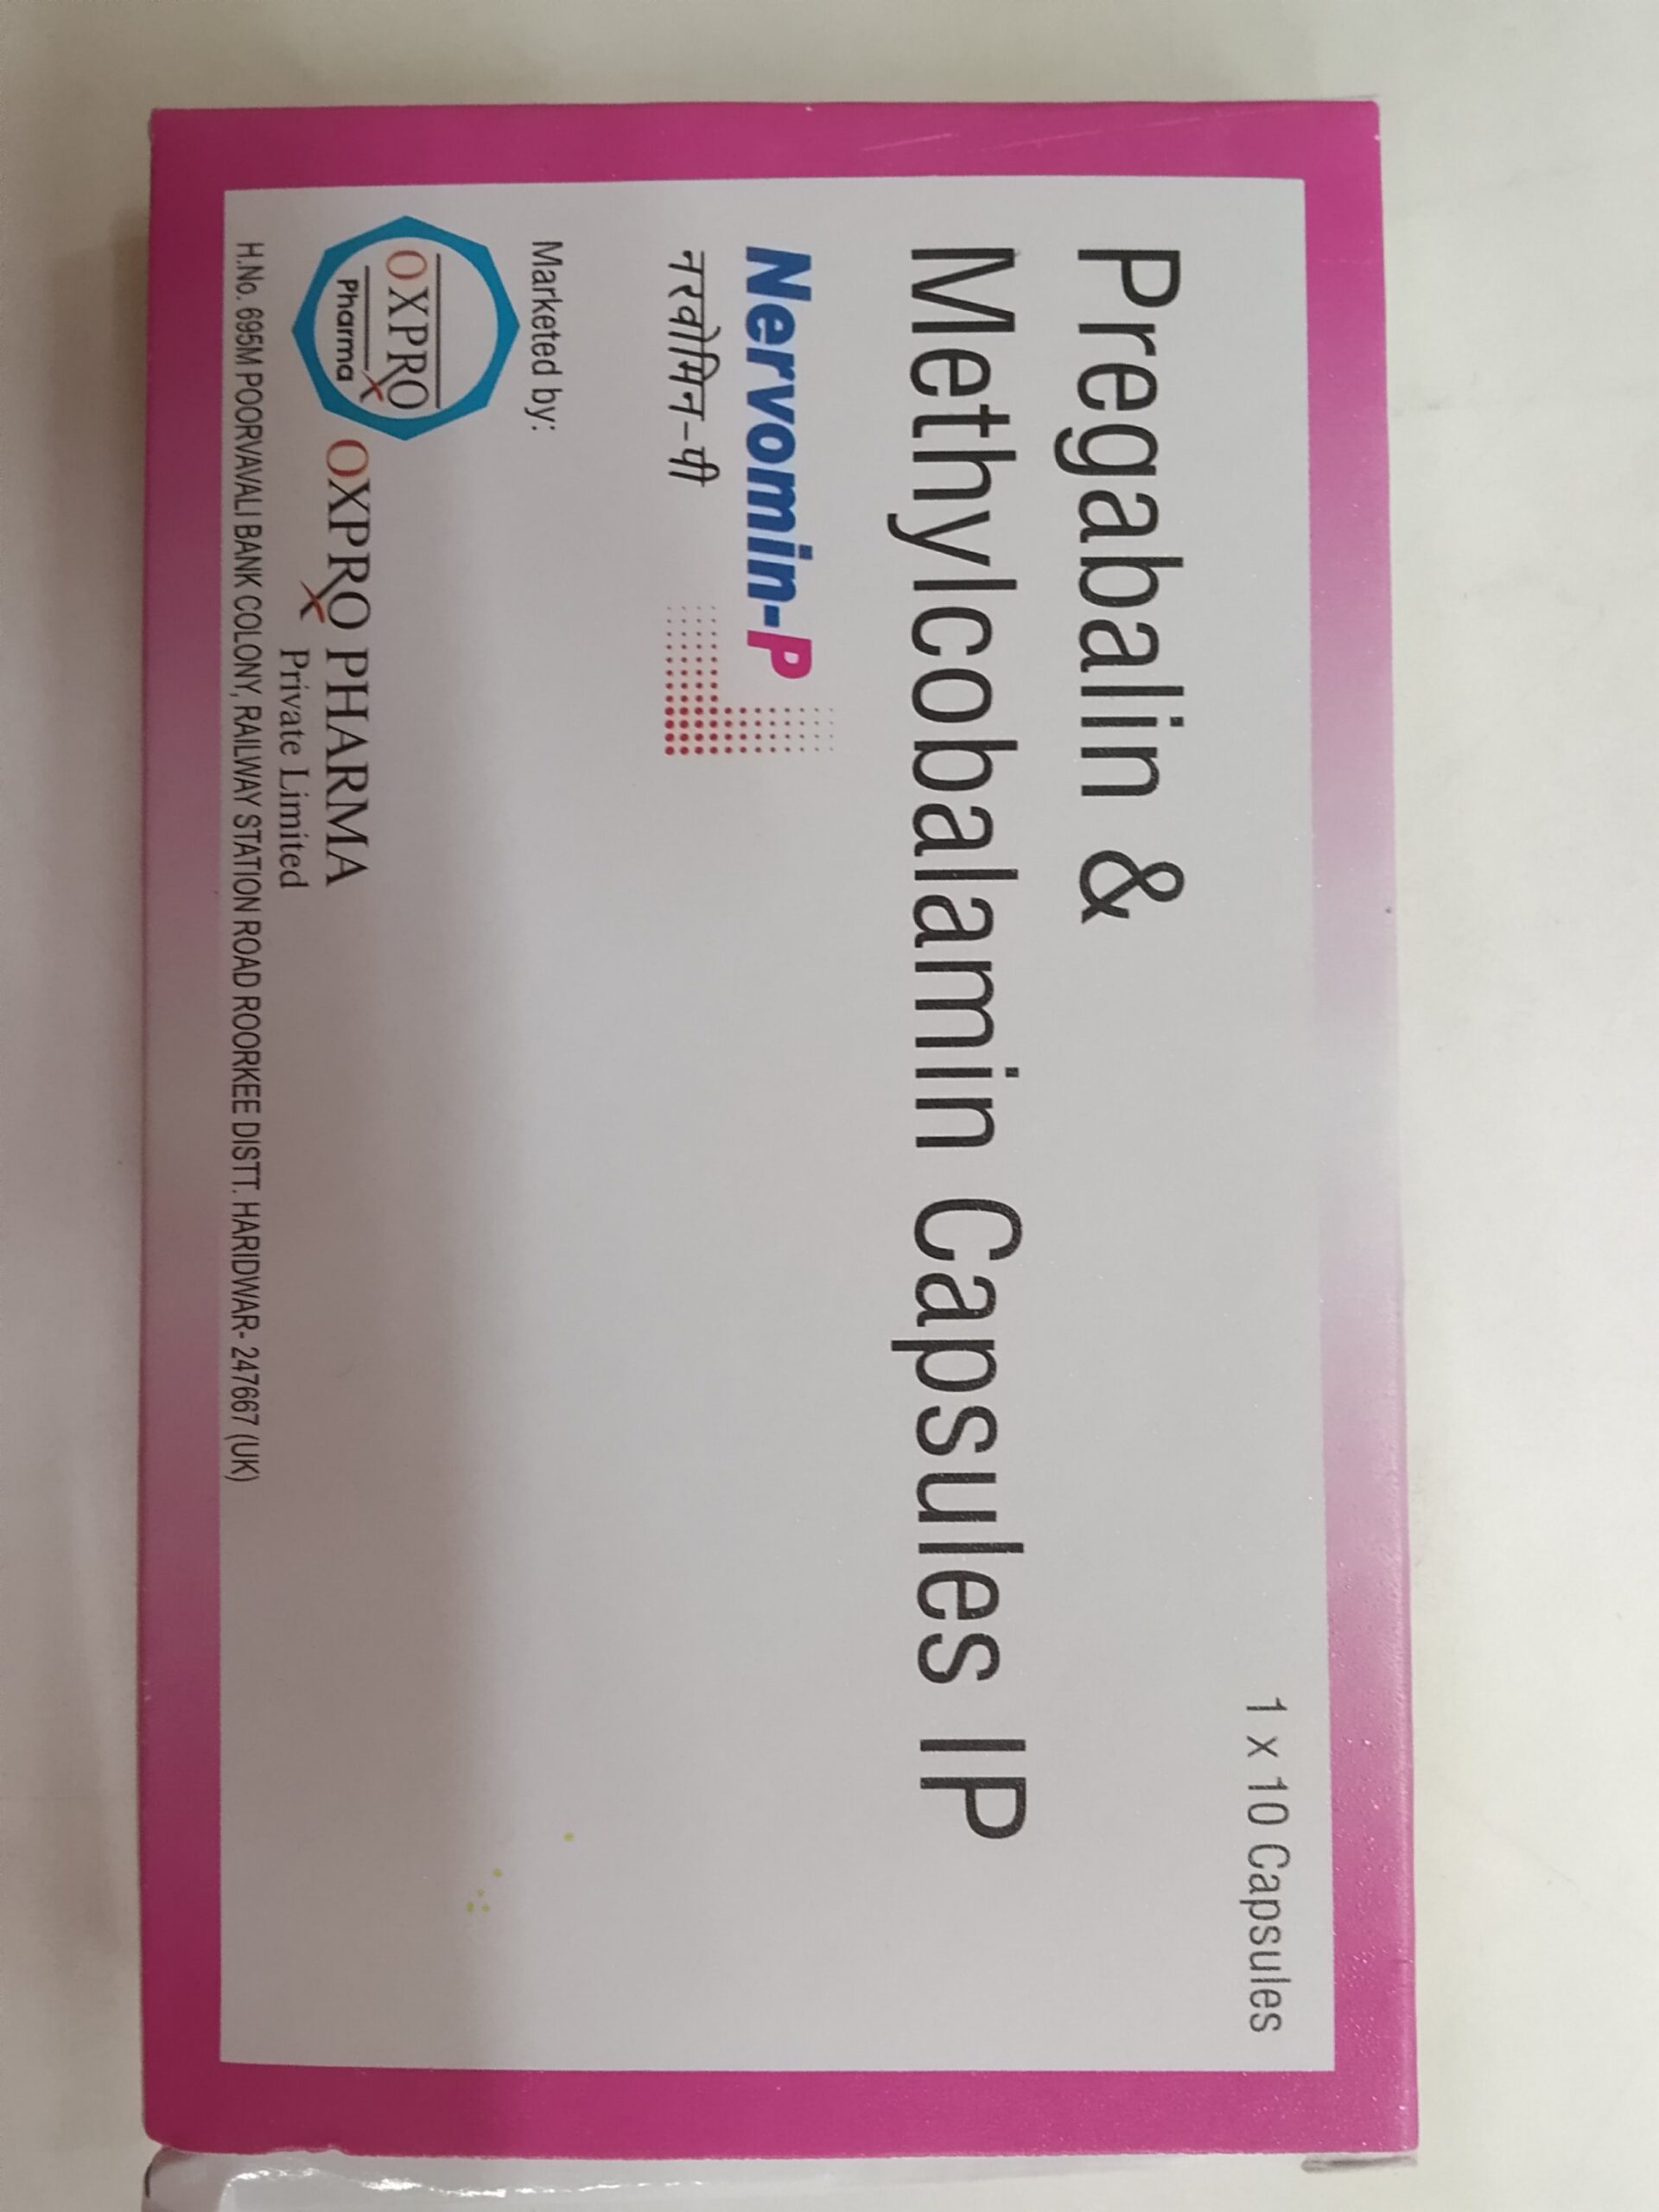 1 x 10 Capsules
Pregabalin &
Methylcobalamin Capsules IP
Nervomin-P
नरवोमिन-पी
Marketed by:
OXPRO
Pharma
OXPRO PHARMA
Private Limited
H.No. 695M POORVAVALI BANK COLONY, RAILWAY STATION ROAD ROORKEE DISTT. HARIDWAR- 247667 (UK)